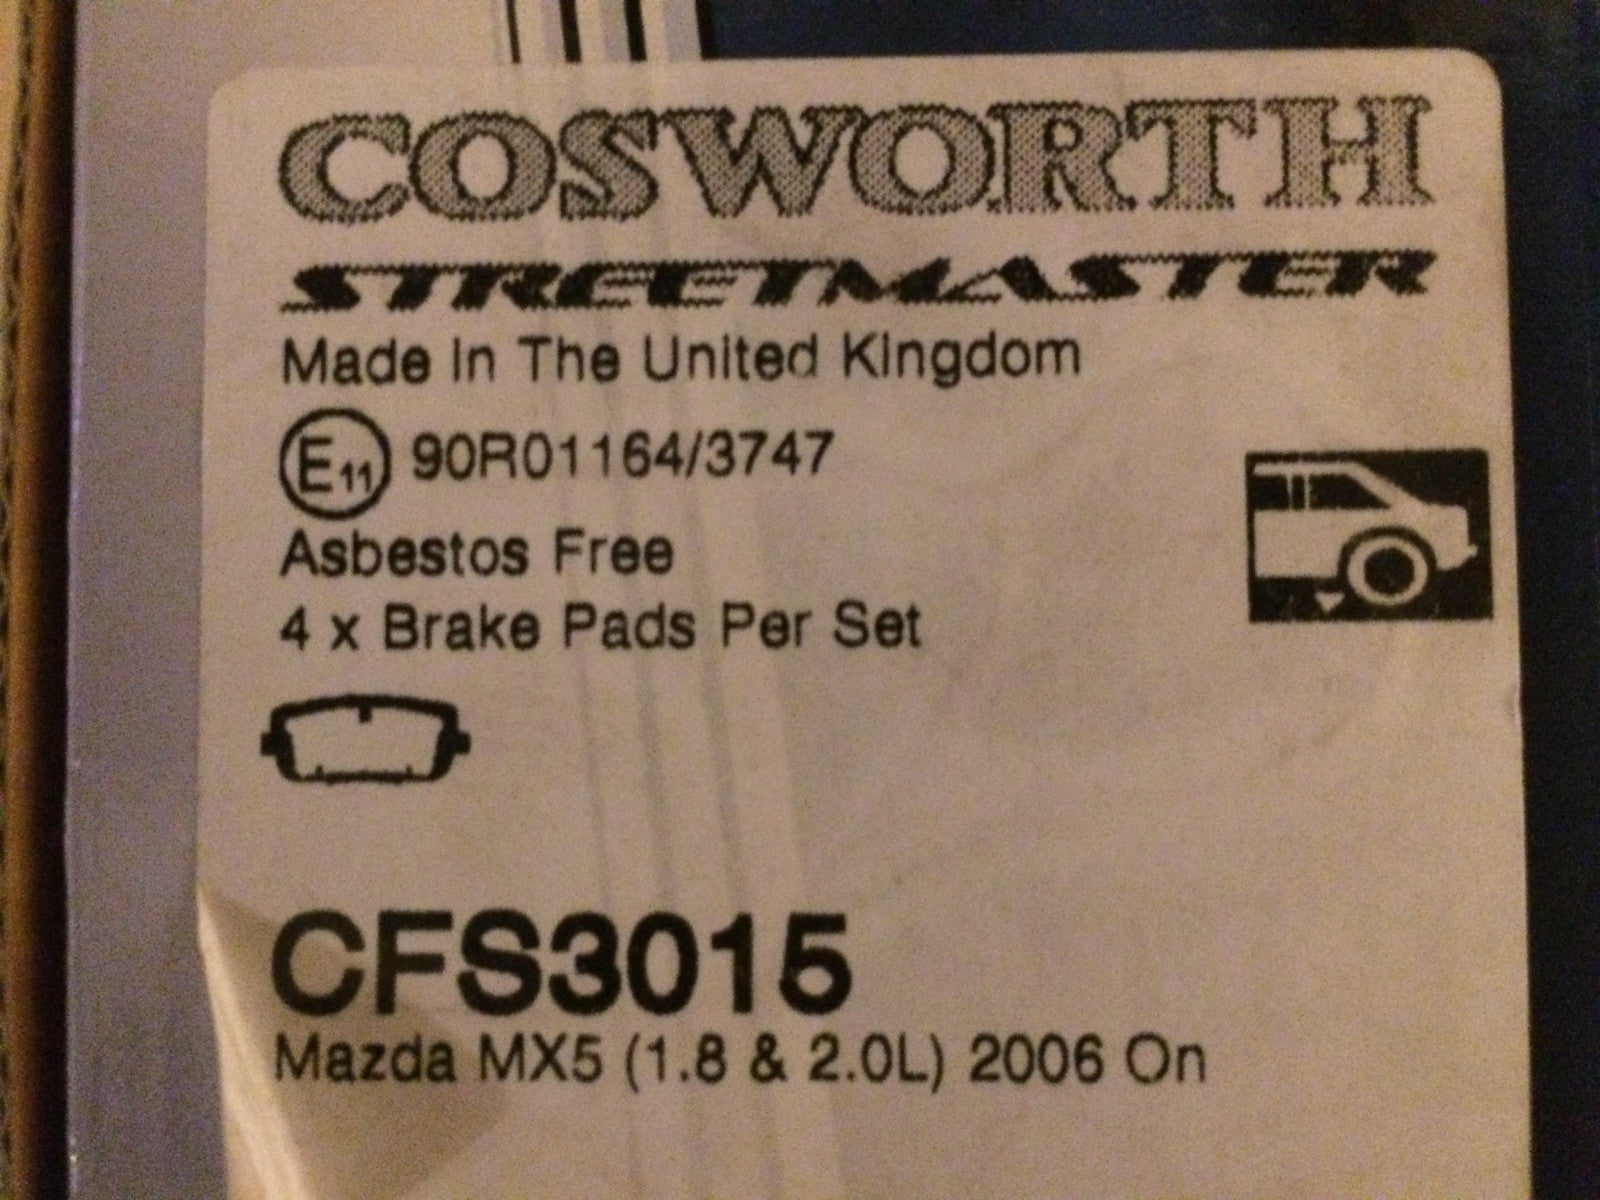 COSWORTH
STREETMASTER
Made In The United Kingdom
E11 90R01164/3747
Asbestos Free
4 x Brake Pads Per Set
CFS3015
Mazda MX5 (1.8 & 2.0L) 2006 On